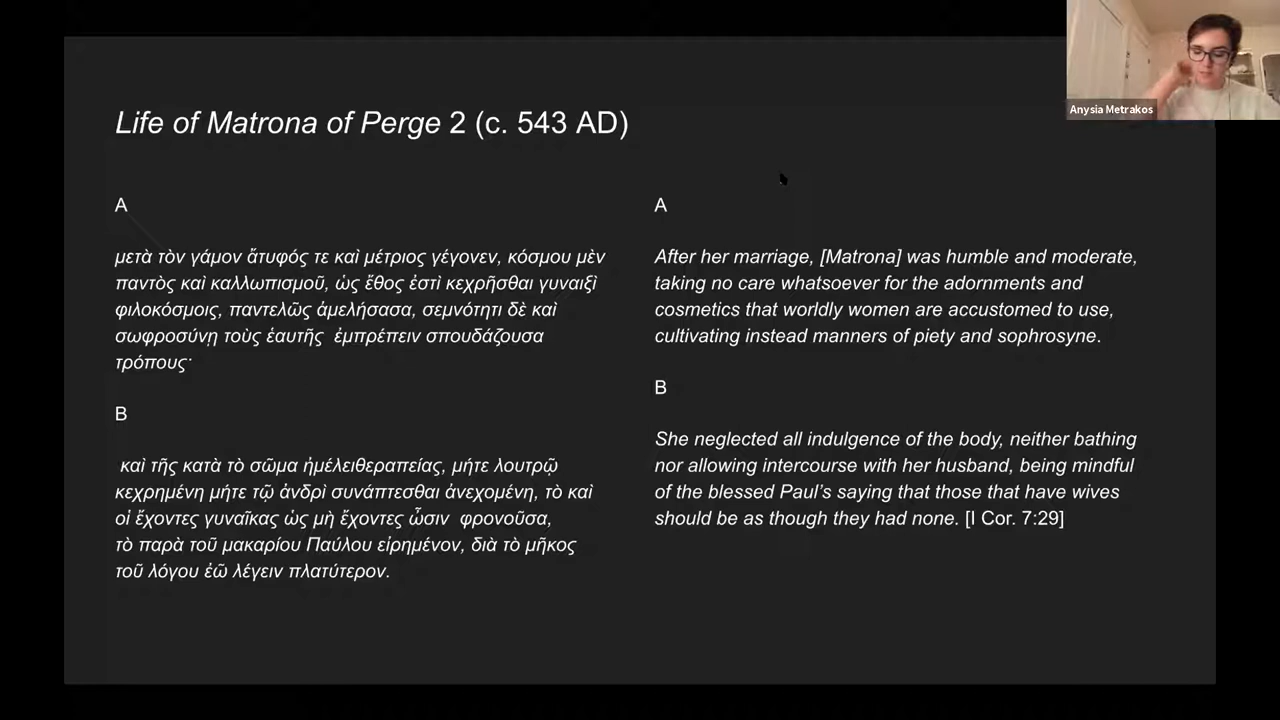 Anysia Metrakos
Life of Matrona of Perge 2 (c. 543 AD)
A
μετὰ τὸν γάμον ἄτυφός τε καὶ μέτριος γέγονεν, κόσμου μὲν
παντὸς καὶ καλλωπισμοῦ, ὡς ἔθος ἐστὶ κεχρῆσθαι γυναιξὶ
φιλοκόσμοις, παντελῶς ἀμελήσασα, σεμνότητι δὲ καὶ
σωφροσύνῃ τοὺς ἑαυτῆς ἐμπρέπειν σπουδάζουσα
τρόπους·
B
καὶ τῆς κατὰ τὸ σῶμα ἠμέλειθεραπείας, μήτε λουτρῷ
κεχρημένη μήτε τῷ ἀνδρὶ συνάπτεσθαι ἀνεχομένη, τὸ καὶ
οἱ ἔχοντες γυναῖκας ὡς μὴ ἔχοντες ὦσιν φρονοῦσα,
τὸ παρὰ τοῦ μακαρίου Παύλου εἰρημένον, διὰ τὸ μῆκος
τοῦ λόγου ἐῶ λέγειν πλατύτερον.
A
After her marriage, [Matrona] was humble and moderate,
taking no care whatsoever for the adornments and
cosmetics that worldly women are accustomed to use,
cultivating instead manners of piety and sophrosyne.
B
She neglected all indulgence of the body, neither bathing
nor allowing intercourse with her husband, being mindful
of the blessed Paul's saying that those that have wives
should be as though they had none. [I Cor. 7:29]